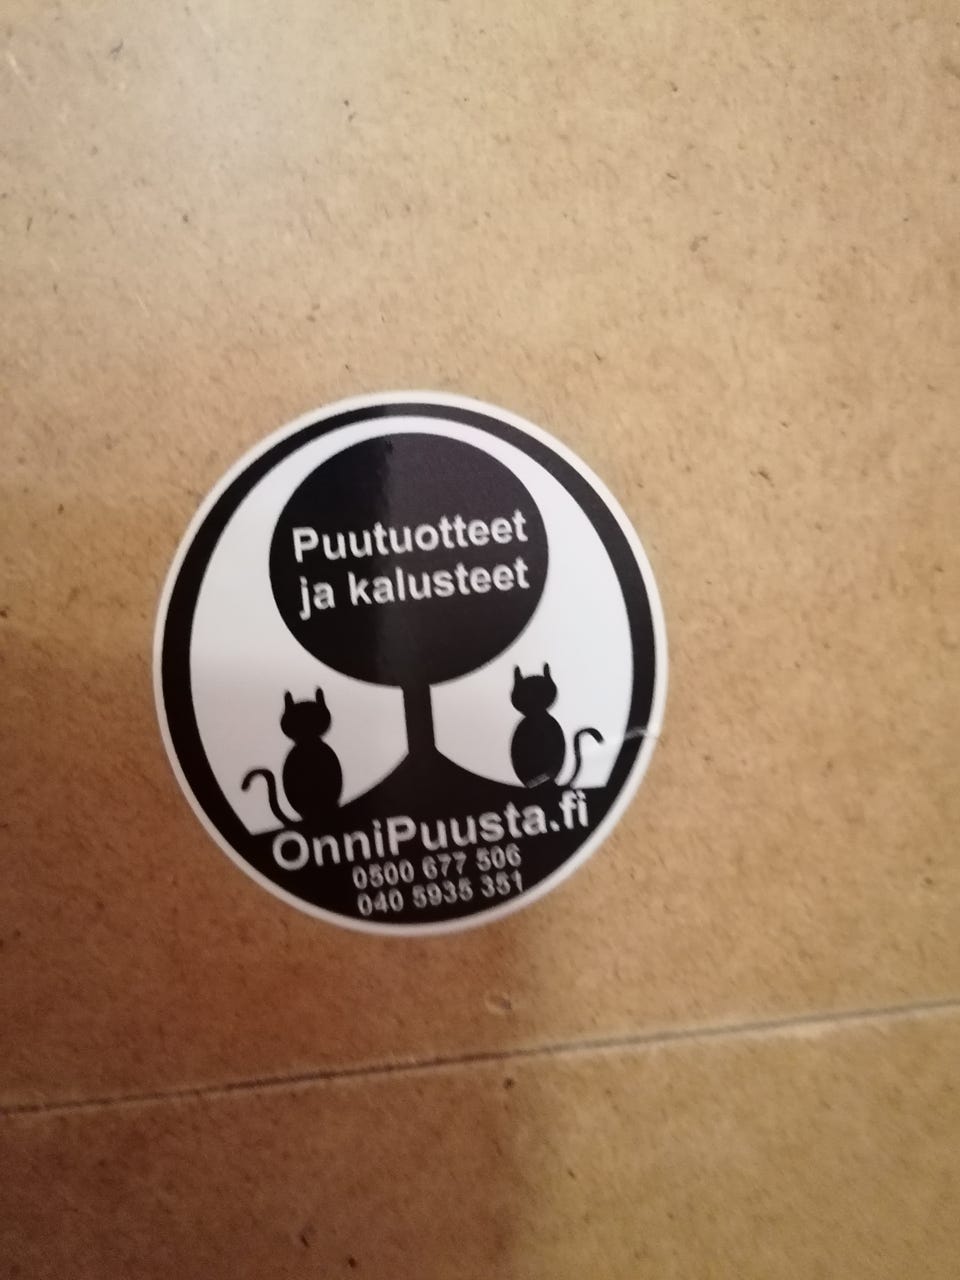 Puutuotteet
ja kalusteet
OnniPuusta.fi
0500 677 506
040 5935 351